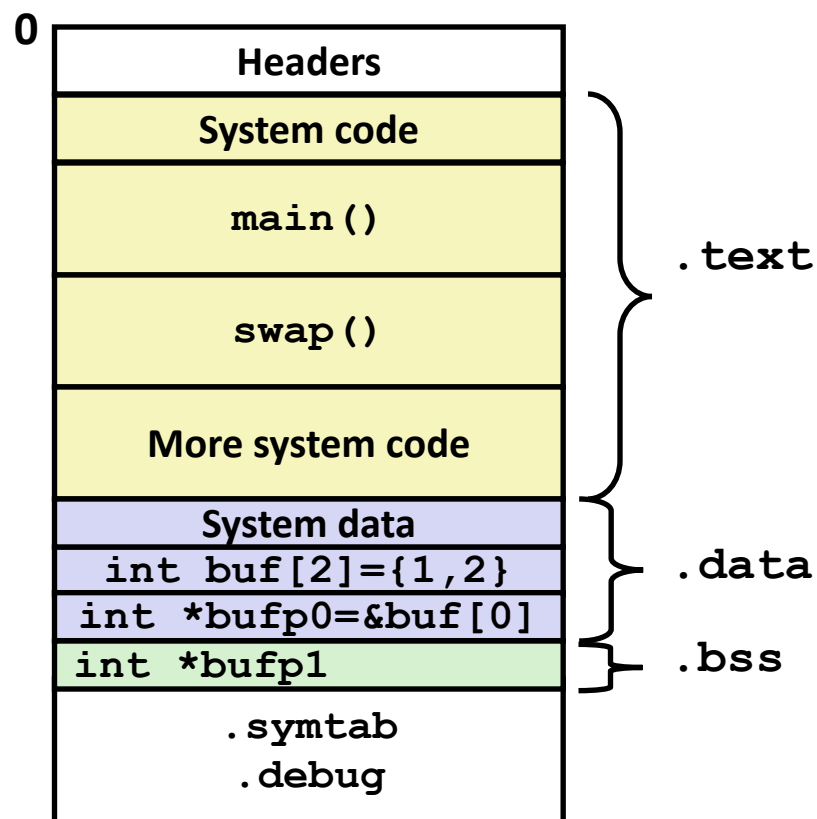 0
Headers
System code
main()
swap()
More system code
.text
System data
int buf[2]={1,2}
int *bufp0=&buf[0]
.data
int *bufp1
.bss
.symtab
.debug